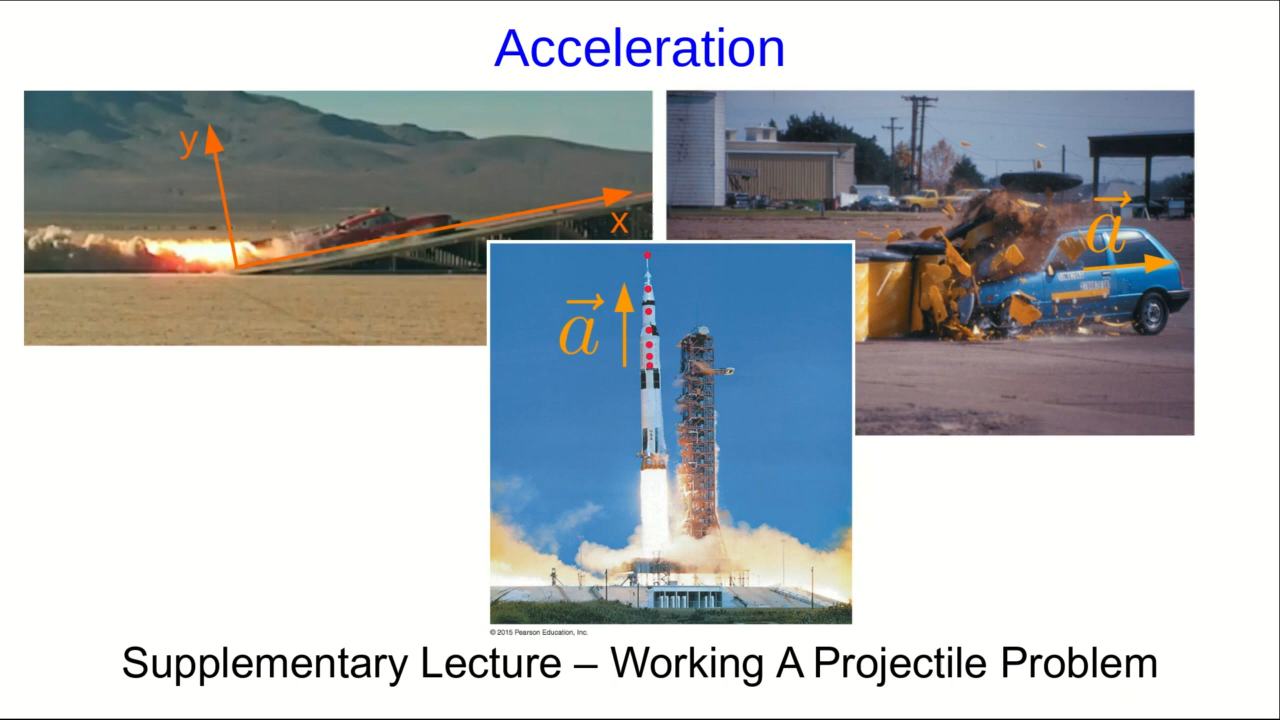 Acceleration
y
x
a
a
© 2015 Pearson Education, Inc.
Supplementary Lecture – Working A Projectile Problem